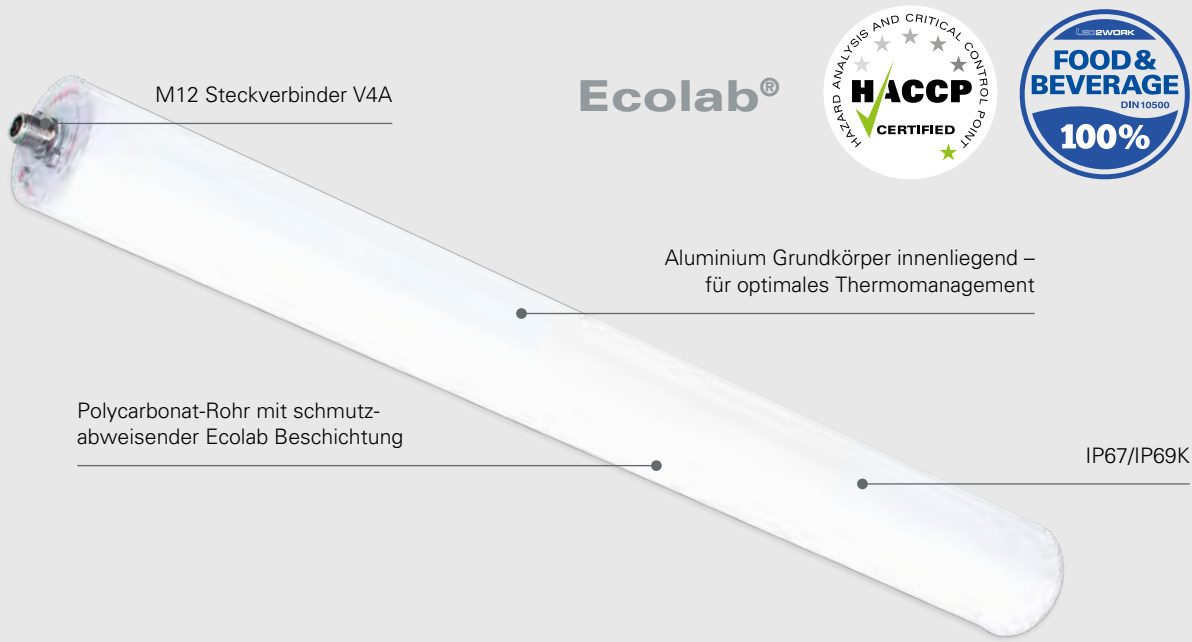 M12 Steckverbinder V4A
Ecolab®
HAZARD ANALYSIS AND CRITICAL CONTROL POINT
HACCP
CERTIFIED
LED2WORK
FOOD &
BEVERAGE
DIN 10500
100%
Aluminium Grundkörper innenliegend –
für optimales Thermomanagement
Polycarbonat-Rohr mit schmutz-
abweisender Ecolab Beschichtung
IP67/IP69K